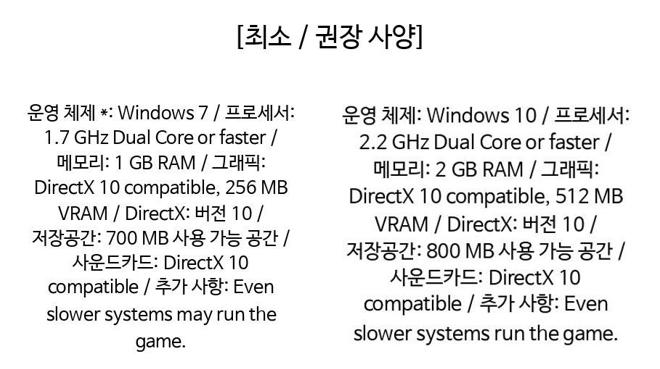 [최소 / 권장 사양]
운영 체제 *: Windows 7 / 프로세서:
1.7 GHz Dual Core or faster /
메모리: 1 GB RAM / 그래픽:
DirectX 10 compatible, 256 MB
VRAM / DirectX: 버전 10 /
저장공간: 700 MB 사용 가능 공간 /
사운드카드: DirectX 10
compatible / 추가 사항: Even
slower systems may run the
game.
운영 체제: Windows 10 / 프로세서:
2.2 GHz Dual Core or faster /
메모리: 2 GB RAM / 그래픽:
DirectX 10 compatible, 512 MB
VRAM / DirectX: 버전 10 /
저장공간: 800 MB 사용 가능 공간 /
사운드카드: DirectX 10
compatible / 추가 사항: Even
slower systems run the game.